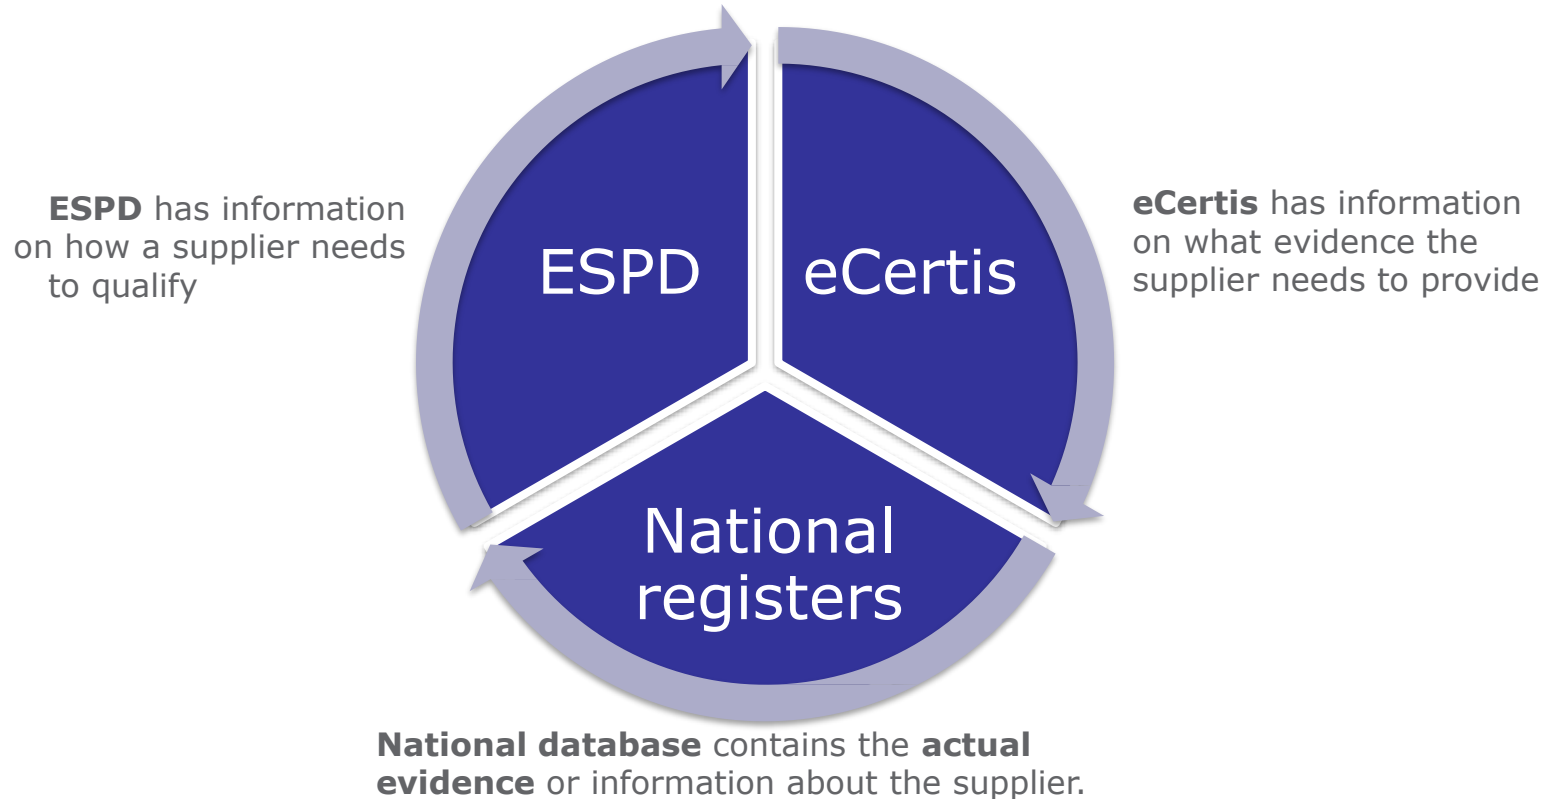 ESPD has information
on how a supplier needs
to qualify
ESPD
eCertis
eCertis has information
on what evidence the
supplier needs to provide
National
registers
National database contains the actual
evidence or information about the supplier.